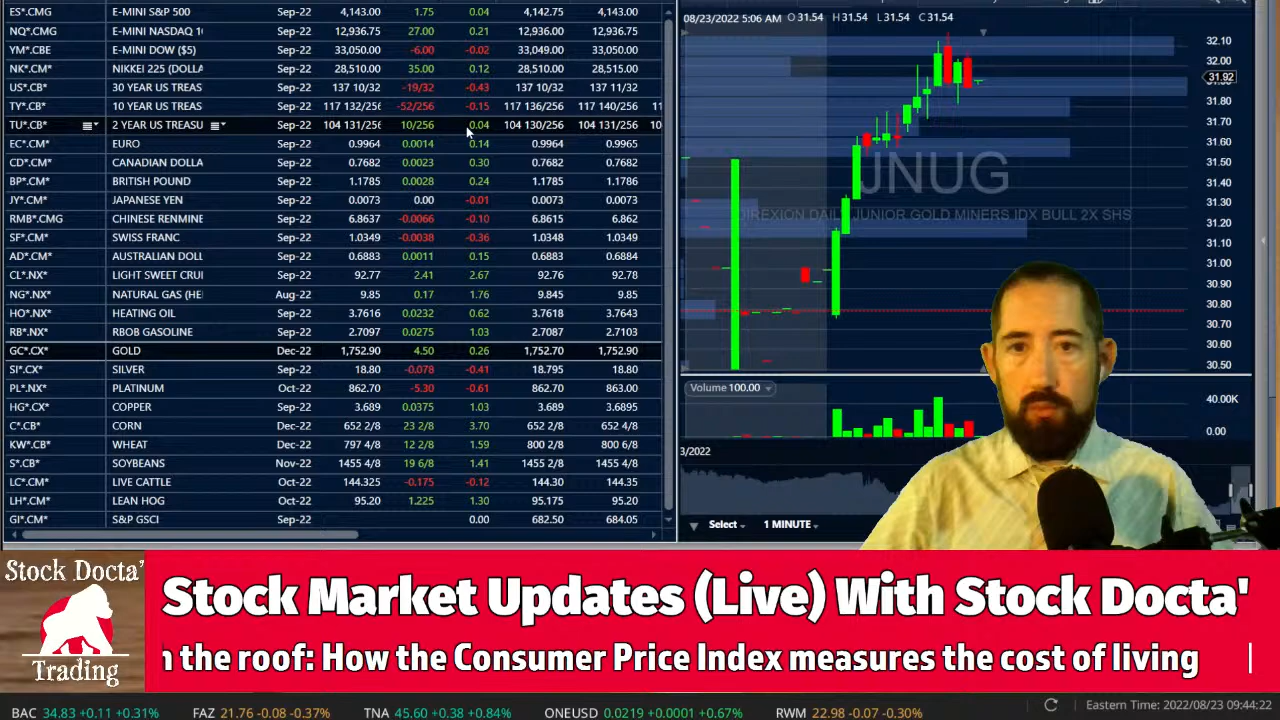 ES*.CMG E-MINI S&P 500 Sep-22 4,143.00 1.75 0.04 4,142.75 4,143.00
NQ*.CMG E-MINI NASDAQ 1 Sep-22 12,936.75 27.00 0.21 12,936.00 12,936.75
YM*.CBE E-MINI DOW ($5) Sep-22 33,050.00 -6.00 -0.02 33,049.00 33,050.00
NK*.CM* NIKKEI 225 (DOLLA Sep-22 28,510.00 35.00 0.12 28,510.00 28,515.00
US*.CB* 30 YEAR US TREAS Sep-22 137 10/32 -19/32 -0.43 137 10/32 137 11/32
TY*.CB* 10 YEAR US TREAS Sep-22 117 132/256 -52/256 -0.15 117 136/256 117 140/256 11
TU*.CB* 2 YEAR US TREASU Sep-22 104 131/256 10/256 0.04 104 130/256 104 131/256 10
EC*.CM* EURO Sep-22 0.9964 0.0014 0.14 0.9964 0.9965
CD*.CM* CANADIAN DOLLA Sep-22 0.7682 0.0023 0.30 0.7682 0.7682
BP*.CM* BRITISH POUND Sep-22 1.1785 0.0028 0.24 1.1785 1.1786
JY*.CM* JAPANESE YEN Sep-22 0.0073 0.00 -0.01 0.0073 0.0073
RMB*.CMG CHINESE RENMINE Sep-22 6.8637 -0.0066 -0.10 6.8615 6.862
SF*.CM* SWISS FRANC Sep-22 1.0349 -0.0038 -0.36 1.0348 1.0349
AD*.CM* AUSTRALIAN DOLL Sep-22 0.6883 0.0011 0.15 0.6883 0.6884
CL*.NX* LIGHT SWEET CRUI Sep-22 92.77 2.41 2.67 92.76 92.78
NG*.NX* NATURAL GAS (HE Aug-22 9.85 0.17 1.76 9.845 9.85
HO*.NX* HEATING OIL Sep-22 3.7616 0.0232 0.62 3.7618 3.7643
RB*.NX* RBOB GASOLINE Sep-22 2.7097 0.0275 1.03 2.7087 2.7103
GC*.CX* GOLD Dec-22 1,752.90 4.50 0.26 1,752.70 1,752.90
SI*.CX* SILVER Sep-22 18.80 -0.078 -0.41 18.795 18.80
PL*.NX* PLATINUM Oct-22 862.70 -5.30 -0.61 862.70 863.00
HG*.CX* COPPER Sep-22 3.689 0.0375 1.03 3.689 3.6895
C*.CB* CORN Dec-22 652 2/8 23 2/8 3.70 652 2/8 652 4/8
KW*.CB* WHEAT Dec-22 797 4/8 12 2/8 1.59 800 2/8 800 6/8
S*.CB* SOYBEANS Nov-22 1455 4/8 19 6/8 1.41 1455 2/8 1455 4/8
LC*.CM* LIVE CATTLE Oct-22 144.325 -0.175 -0.12 144.30 144.35
LH*.CM* LEAN HOG Oct-22 95.20 1.225 1.30 95.175 95.20
GI*.CM* S&P GSCI Sep-22 0.00 682.50 684.05
08/23/2022 5:06 AM O 31.54 H 31.54 L 31.54 C 31.54
32.10
32.00
31.92
31.80
31.70
31.60
31.50
31.40
31.30
31.20
31.10
31.00
30.90
30.80
30.70
30.60
30.50
JNUG
DIREXION DAILY JUNIOR GOLD MINERS IDX BULL 2X SHS
Volume 100.00
40.00K
0.00
3/2022
Select 1 MINUTE
Stock Docta'
Trading
Stock Market Updates (Live) With Stock Docta'
the roof: How the Consumer Price Index measures the cost of living
BAC 34.83 +0.11 +0.31% FAZ 21.76 -0.08 -0.37% TNA 45.60 +0.38 +0.84% ONEUSD 0.0219 +0.0001 +0.67% RWM 22.98 -0.07 -0.30%
Eastern Time: 2022/08/23 09:44:22